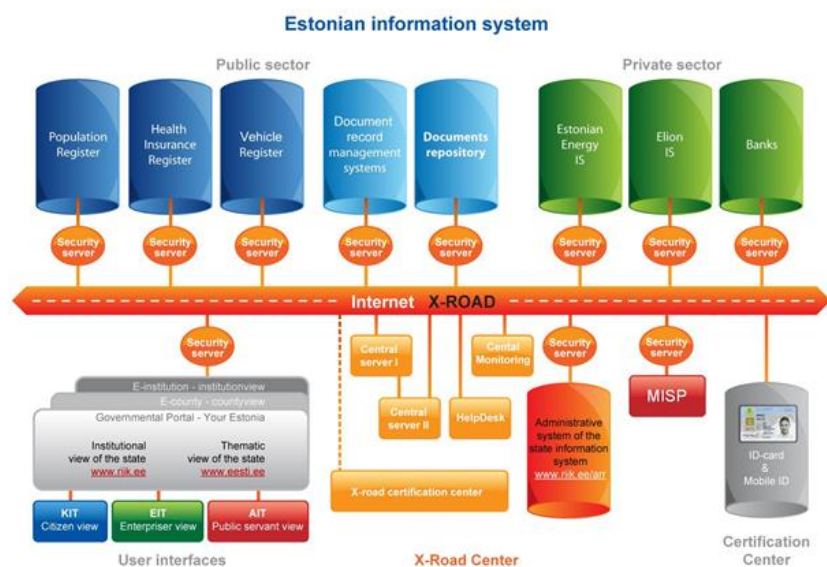 Estonian information system
Public sector
Private sector
Population
Register
Health
Insurance
Register
Vehicle
Register
Document
record
management
systems
Documents
repository
Estonian
Energy
IS
Elion
IS
Banks
Security
server
Security
server
Security
server
Security
server
Security
server
Security
server
Security
server
Security
server
Internet X-ROAD
Security
server
E-institution - institutionview
E-county - countyview
Governmental Portal - Your Estonia
Institutional
view of the state
www.riik.ee
Thematic
view of the state
www.eesti.ee
KIT
Citizen view
EIT
Enterpriser view
AIT
Public servant view
User interfaces
Central
server I
Central
server II
HelpDesk
Cental
Monitoring
X-road certification center
Security
server
Administrative
system of the
state information
system
www.riik.ee/arr
X-Road Center
Security
server
MISP
ID-card
&
Mobile ID
Certification
Center